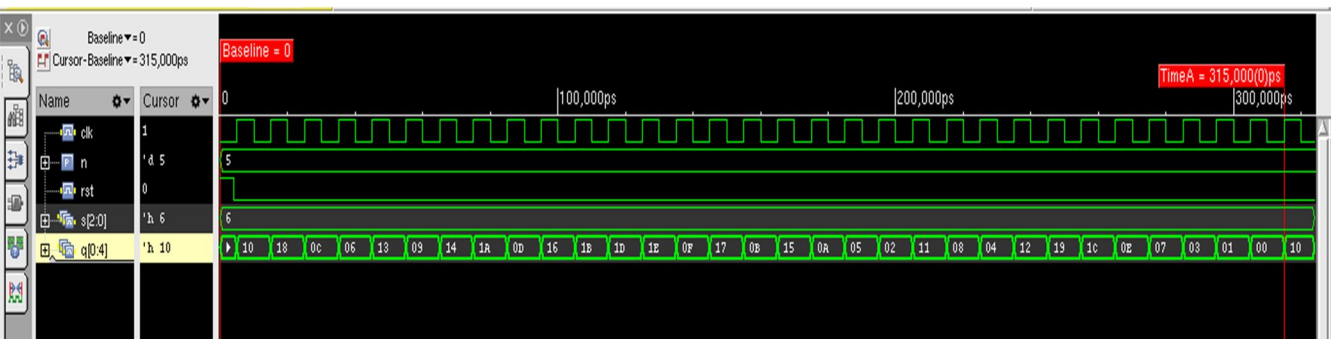 Baseline▼= 0
Cursor-Baseline▼= 315,000ps
Baseline = 0
TimeA = 315,000(0)ps
Name Cursor 0 100,000ps 200,000ps 300,000ps
clk 1
n 'd 5 5
rst 0
s[2:0] 'h 6 6
q[0:4] 'h 10 10 18 0C 06 13 09 14 1A 0D 16 1B 1D 1E 0F 17 0B 15 0A 05 02 11 08 04 12 19 1C 0E 07 03 01 00 10